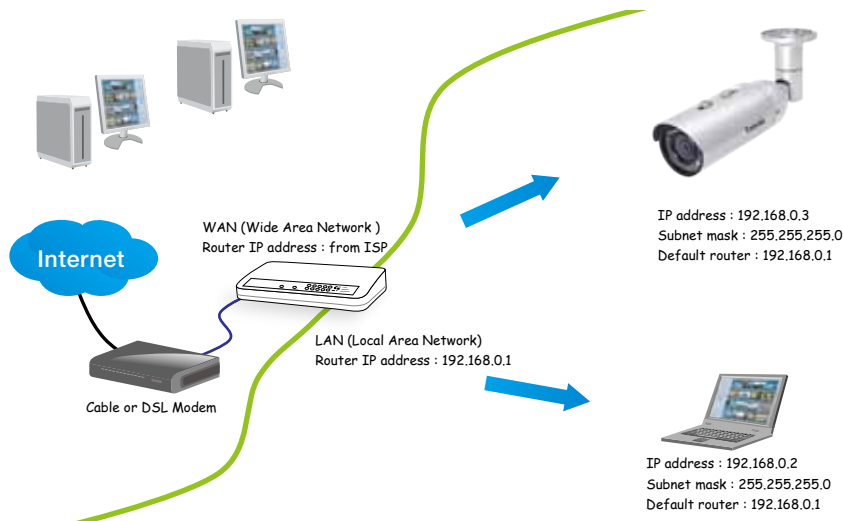 WAN (Wide Area Network )
Router IP address : from ISP
Internet
LAN (Local Area Network)
Router IP address : 192.168.0.1
Cable or DSL Modem
IP address : 192.168.0.3
Subnet mask : 255.255.255.0
Default router : 192.168.0.1
IP address : 192.168.0.2
Subnet mask : 255.255.255.0
Default router : 192.168.0.1